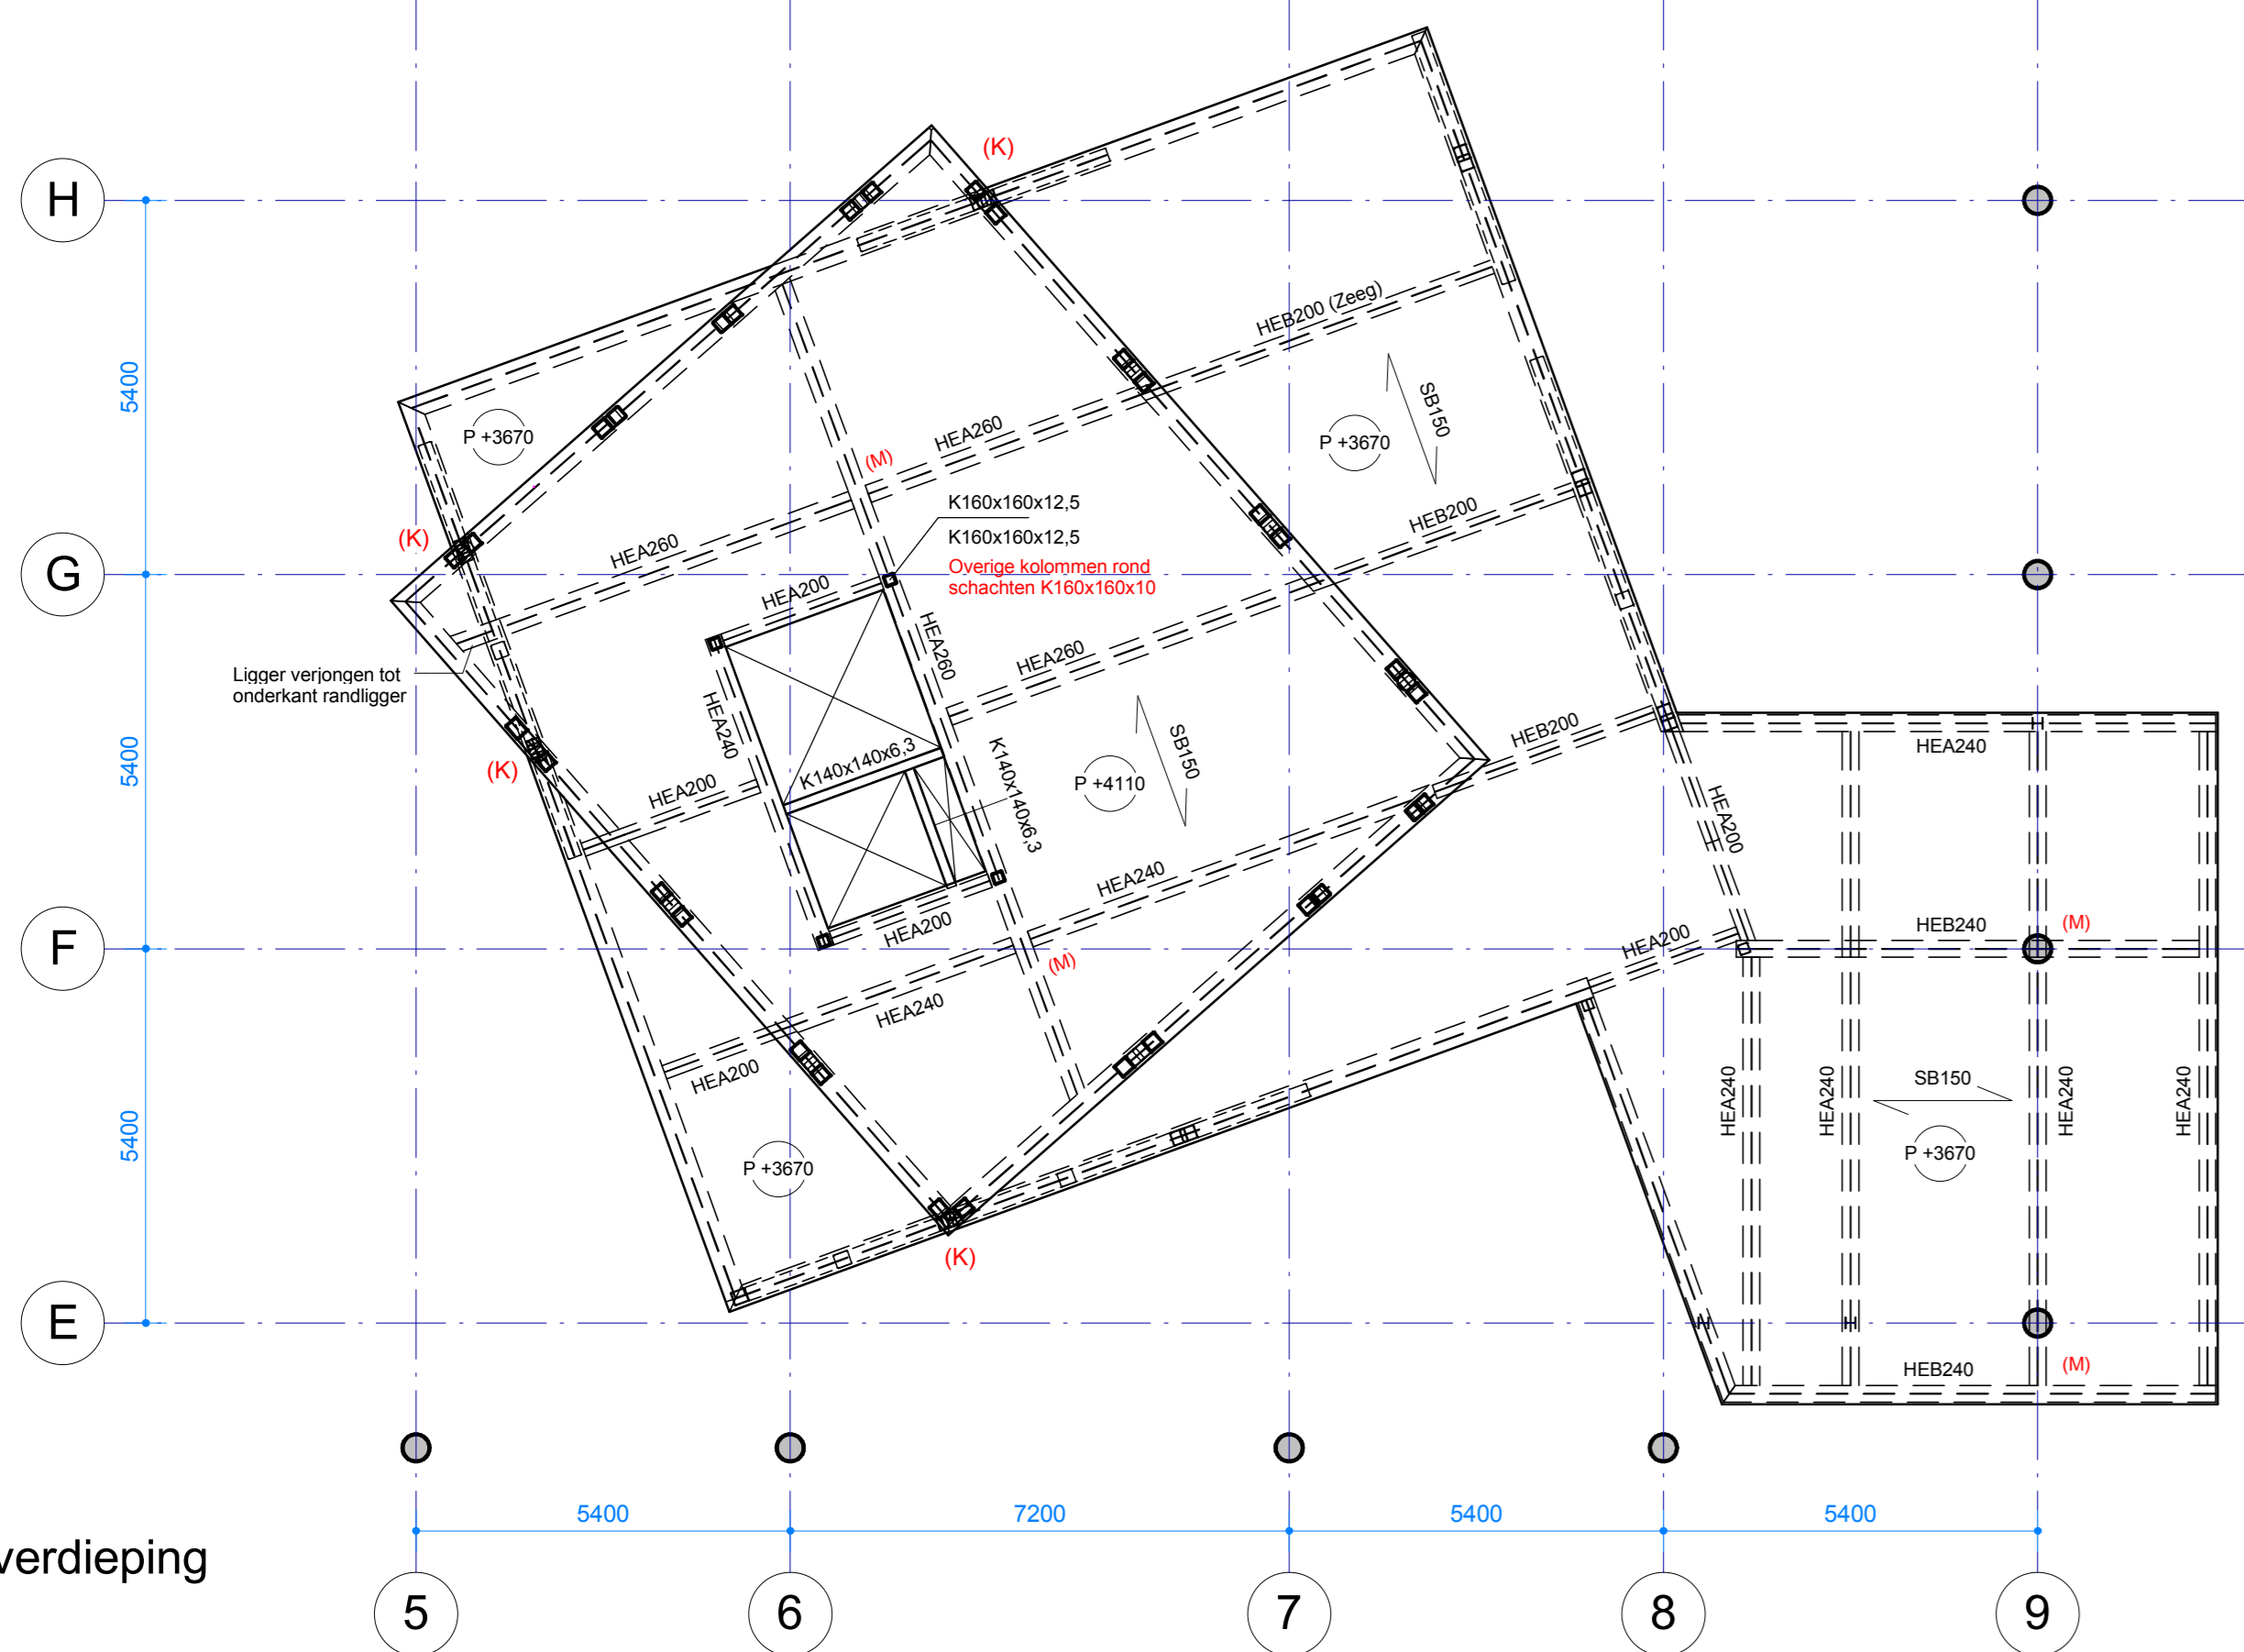 (K)
H
HEB200 (Zeeg)
5400
SB150
P +3670
P +3670
HEA260
(M)
K160x160x12,5
HEB200
(K)
K160x160x12,5
HEA260
G
Overige kolommen rond
schachten K160x160x10
HEA200
HEA260
HEA260
Ligger verjongen tot
onderkant randligger
HEA240
HEB200
HEA240
5400
K140x140x6,3
SB150
(K)
HEA200
P +4110
K140x140x6,3
HEA200
HEA240
HEA200
HEA200
F
HEB240
(M)
(M)
HEA240
HEA200
SB150
HEA240
HEA240
HEA240
HEA240
5400
P +3670
P +3670
(K)
E
HEB240
(M)
5400
7200
5400
5400
verdieping
5
6
7
8
9